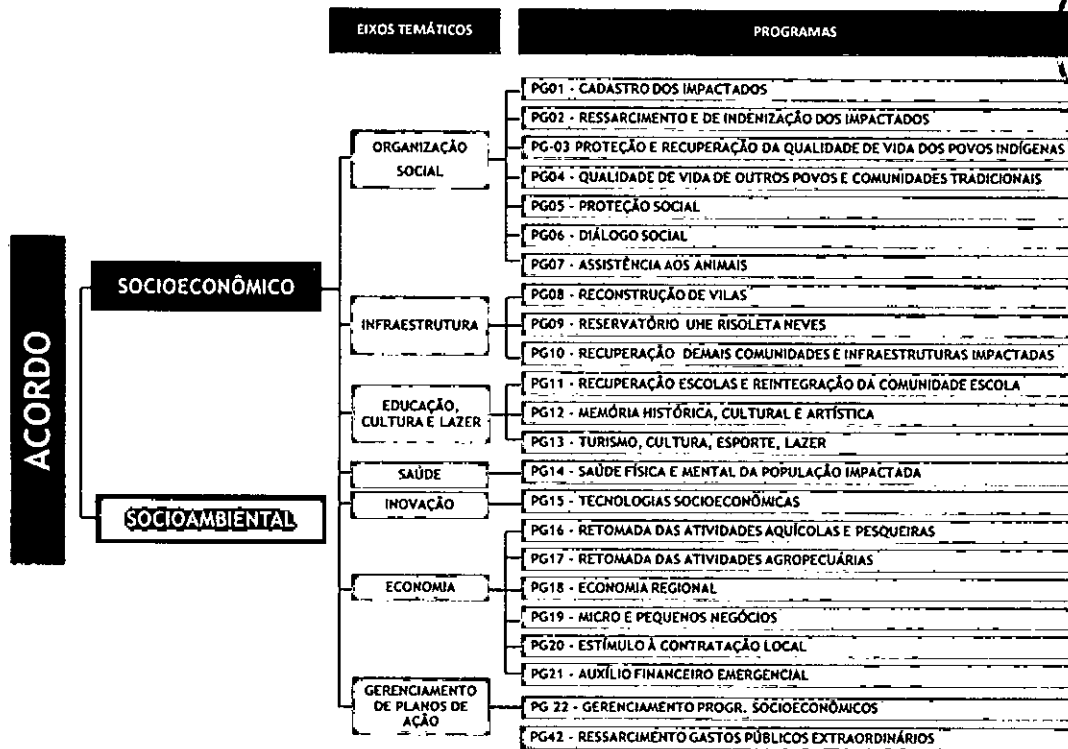 EIXOS TEMÁTICOS
PROGRAMAS
ACORDO
SOCIOECONÔMICO
SOCIOAMBIENTAL
ORGANIZAÇÃO
SOCIAL
PG01 - CADASTRO DOS IMPACTADOS
PG02 - RESSARCIMENTO E DE INDENIZAÇÃO DOS IMPACTADOS
PG-03 PROTEÇÃO E RECUPERAÇÃO DA QUALIDADE DE VIDA DOS POVOS INDÍGENAS
PG04 - QUALIDADE DE VIDA DE OUTROS POVOS E COMUNIDADES TRADICIONAIS
PG05 - PROTEÇÃO SOCIAL
PG06 - DIÁLOGO SOCIAL
PG07 - ASSISTÊNCIA AOS ANIMAIS
INFRAESTRUTURA
PG08 - RECONSTRUÇÃO DE VILAS
PG09 - RESERVATÓRIO UHE RISOLETA NEVES
PG10 - RECUPERAÇÃO DEMAIS COMUNIDADES E INFRAESTRUTURAS IMPACTADAS
EDUCAÇÃO,
CULTURA E LAZER
PG11 - RECUPERAÇÃO ESCOLAS E REINTEGRAÇÃO DA COMUNIDADE ESCOLA
PG12 - MEMÓRIA HISTÓRICA, CULTURAL E ARTÍSTICA
PG13 - TURISMO, CULTURA, ESPORTE, LAZER
SAÚDE
PG14 - SAÚDE FÍSICA E MENTAL DA POPULAÇÃO IMPACTADA
INOVAÇÃO
PG15 - TECNOLOGIAS SOCIOECONÔMICAS
ECONOMIA
PG16 - RETOMADA DAS ATIVIDADES AQUÍCOLAS E PESQUEIRAS
PG17 - RETOMADA DAS ATIVIDADES AGROPECUÁRIAS
PG18 - ECONOMIA REGIONAL
PG19 - MICRO E PEQUENOS NEGÓCIOS
PG20 - ESTÍMULO À CONTRATAÇÃO LOCAL
PG21 - AUXÍLIO FINANCEIRO EMERGENCIAL
GERENCIAMENTO
DE PLANOS DE
AÇÃO
PG 22 - GERENCIAMENTO PROGR. SOCIOECONÔMICOS
PG42 - RESSARCIMENTO GASTOS PÚBLICOS EXTRAORDINÁRIOS